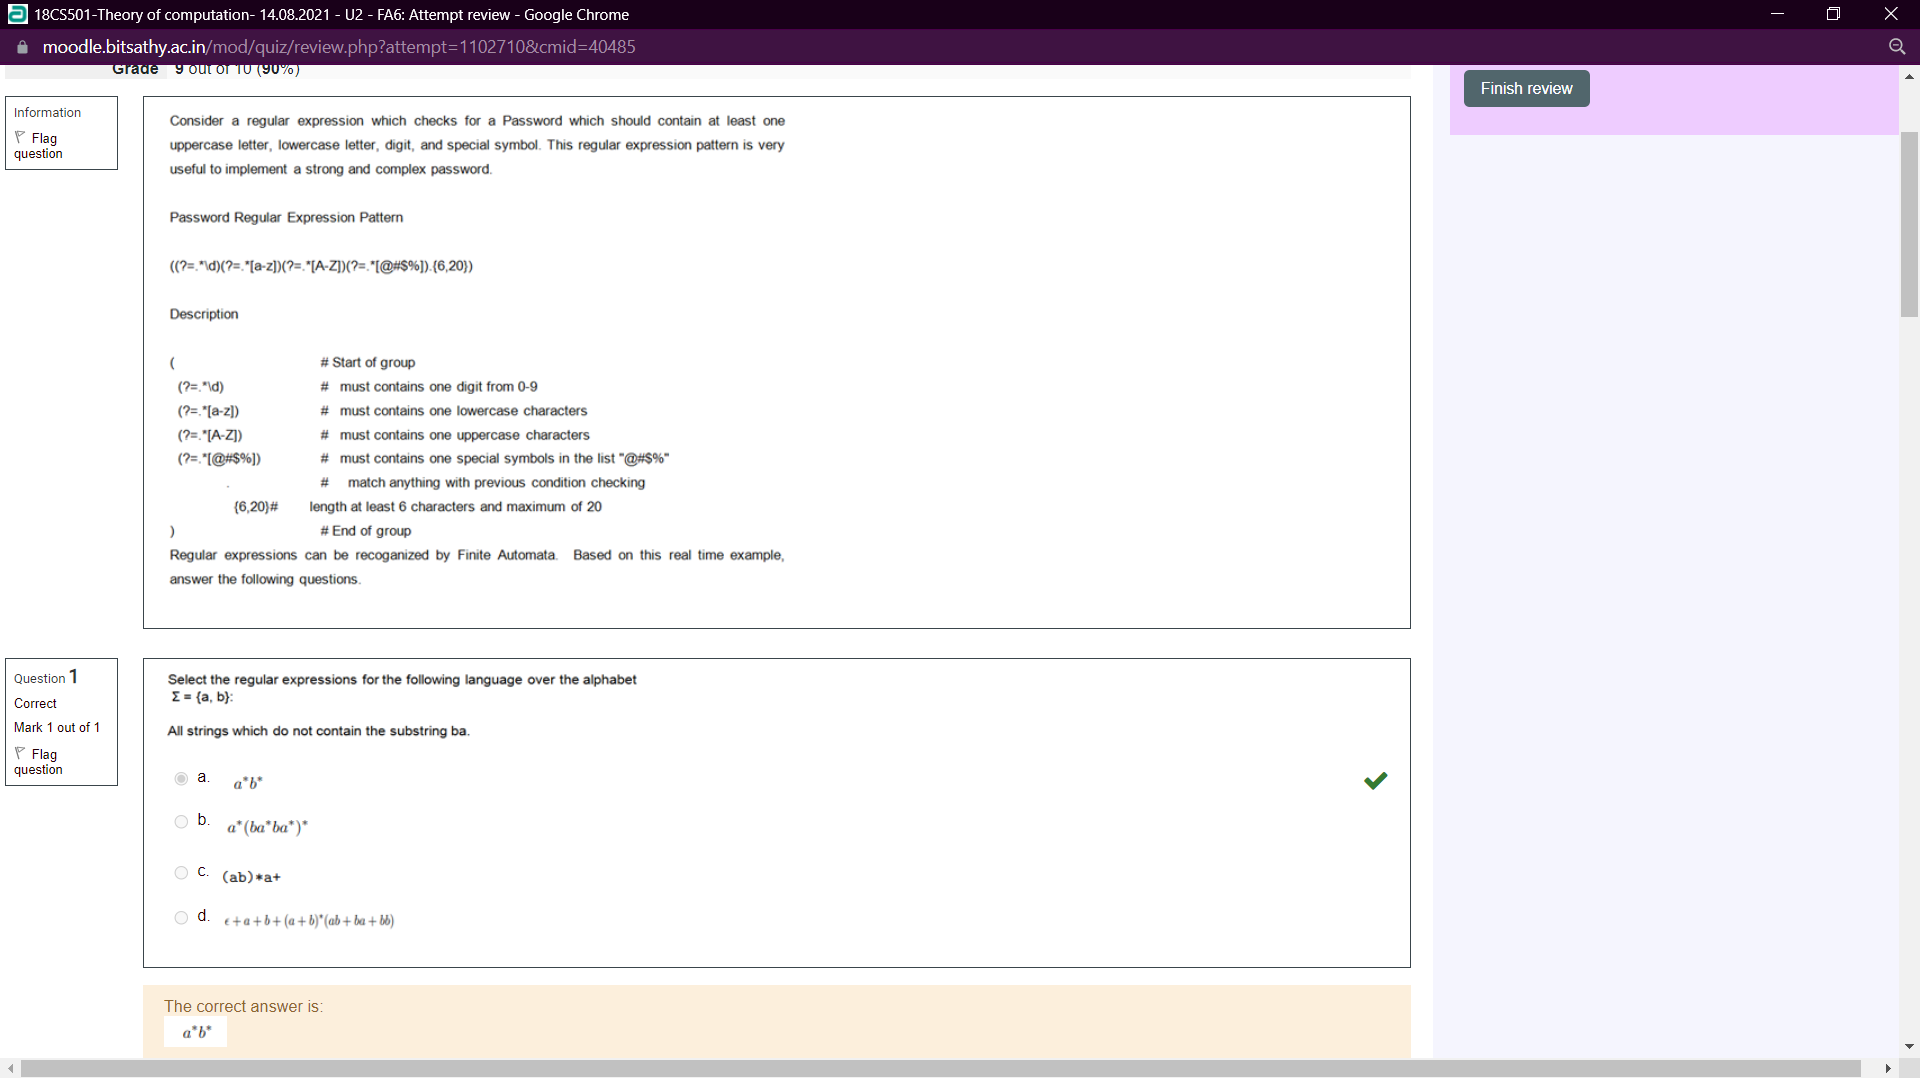 18CS501-Theory of computation- 14.08.2021 - U2 - FA6: Attempt review - Google Chrome
moodle.bitsathy.ac.in/mod/quiz/review.php?attempt=1102710&cmid=40485
Grade 9 out of 10 (90%)
Finish review
Information
Flag question
Consider a regular expression which checks for a Password which should contain at least one
uppercase letter, lowercase letter, digit, and special symbol. This regular expression pattern is very
useful to implement a strong and complex password.
Password Regular Expression Pattern
((?=.*\d)(?=.*[a-z])(?=.*[A-Z])(?=.*[@#$%]).{6,20})
Description
( # Start of group
(?=.*\d) # must contains one digit from 0-9
(?=.*[a-z]) # must contains one lowercase characters
(?=.*[A-Z]) # must contains one uppercase characters
(?=.*[@#$%]) # must contains one special symbols in the list "@#$%"
. # match anything with previous condition checking
{6,20}# length at least 6 characters and maximum of 20
) # End of group
Regular expressions can be recoganized by Finite Automata. Based on this real time example,
answer the following questions.
Question 1
Correct
Mark 1 out of 1
Flag question
Select the regular expressions for the following language over the alphabet
Σ = {a, b}:
All strings which do not contain the substring ba.
a. a*b*
b. a*(ba*ba*)*
c. (ab)*a+
d. ϵ + a + b + (a + b)*(ab + ba + bb)
The correct answer is:
a*b*